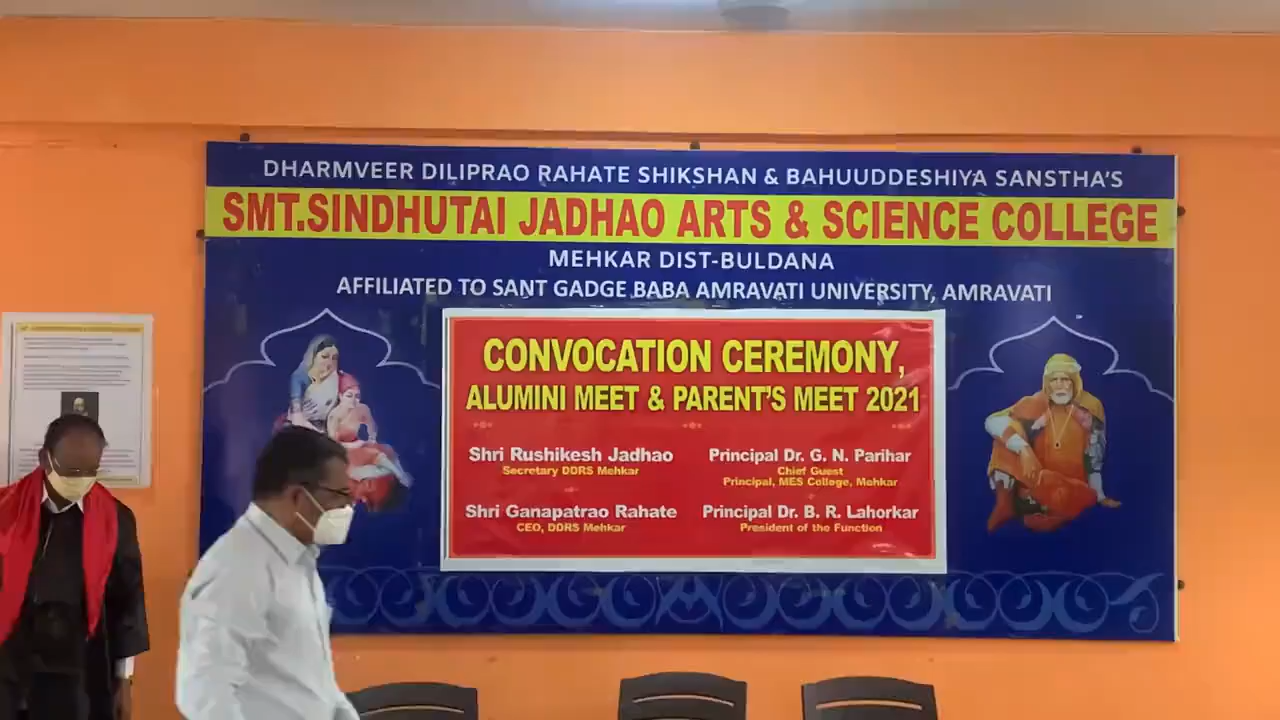 DHARMVEER DILIPRAO RAHATE SHIKSHAN & BAHUUDDESHIYA SANSTHA'S
SMT.SINDHUTAI JADHAO ARTS & SCIENCE COLLEGE
MEHKAR DIST-BULDANA
AFFILIATED TO SANT GADGE BABA AMRAVATI UNIVERSITY, AMRAVATI
CONVOCATION CEREMONY,
ALUMINI MEET & PARENT'S MEET 2021
Shri Rushikesh Jadhao
Secretary DDRS Mehkar
Principal Dr. G. N. Parihar
Chief Guest
Principal, MES College, Mehkar
Shri Ganapatrao Rahate
CEO, DDRS Mehkar
Principal Dr. B. R. Lahorkar
President of the Function